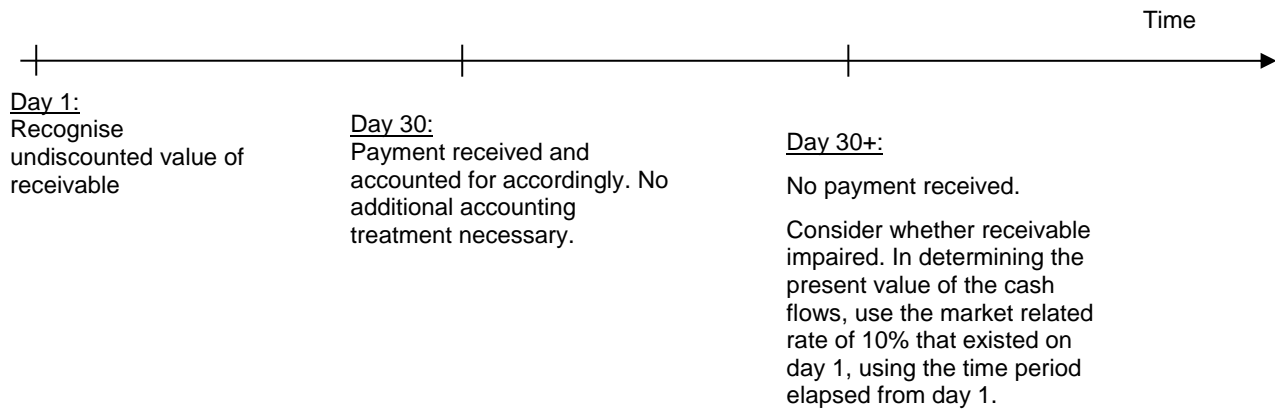 Time
Day 1:
Recognise
undiscounted value of
receivable
Day 30:
Payment received and
accounted for accordingly. No
additional accounting
treatment necessary.
Day 30+:
No payment received.
Consider whether receivable
impaired. In determining the
present value of the cash
flows, use the market related
rate of 10% that existed on
day 1, using the time period
elapsed from day 1.